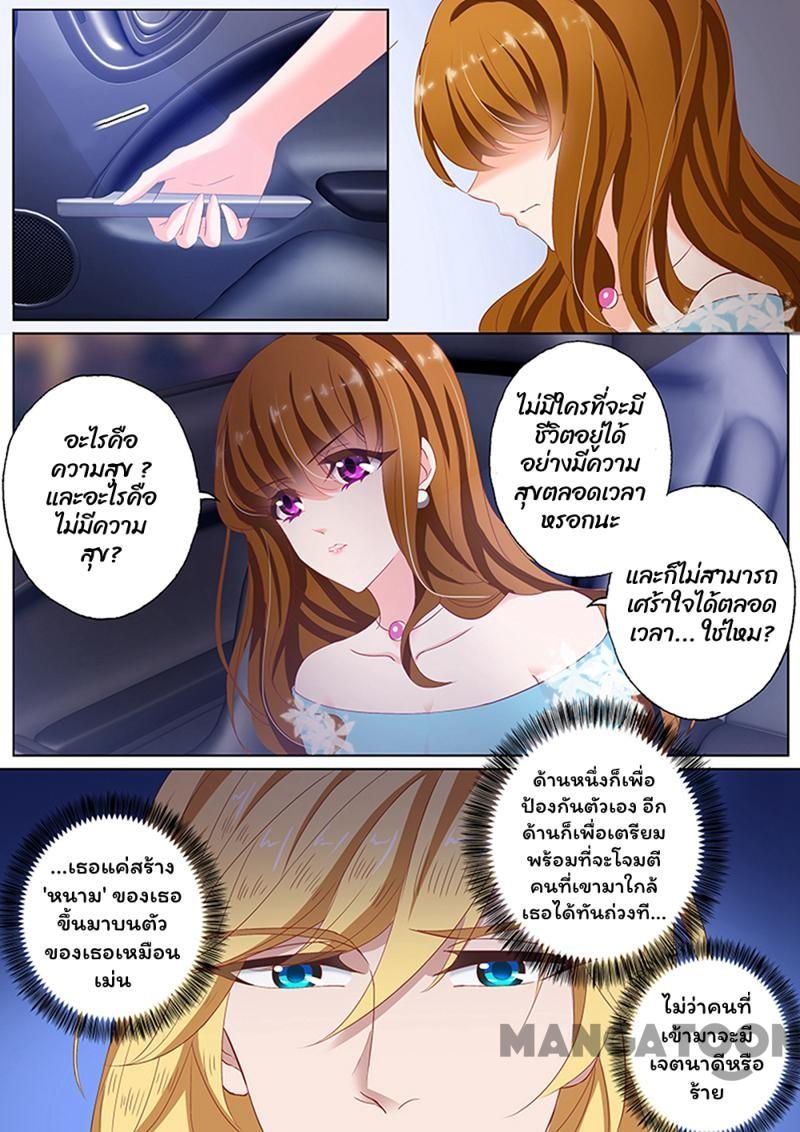 อะไรคือ
ความสุข ?
และอะไรคือ
ไม่มีความ
สุข?
ไม่มีใครที่จะมี
ชีวิตอยู่ได้
อย่างมีความ
สุขตลอดเวลา
หรอกนะ
และก็ไม่สามารถ
เศร้าใจได้ตลอด
เวลา... ใช่ไหม?
...เธอแค่สร้าง
'หนาม' ของเธอ
ขึ้นมาบนตัว
ของเธอเหมือน
เม่น
ด้านหนึ่งก็เพื่อ
ป้องกันตัวเอง อีก
ด้านก็เพื่อเตรียม
พร้อมที่จะโจมตี
คนที่เขามาใกล้
เธอได้ทันถ่วงที...
ไม่ว่าคนที่
เข้ามาจะมี
เจตนาดีหรือ
ร้าย
MANGATOON